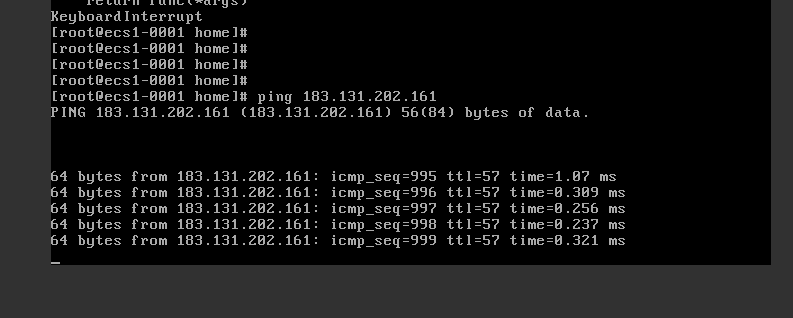 return func(*args)
KeyboardInterrupt
[root@ecs1-0001 home]#
[root@ecs1-0001 home]#
[root@ecs1-0001 home]#
[root@ecs1-0001 home]#
[root@ecs1-0001 home]# ping 183.131.202.161
PING 183.131.202.161 (183.131.202.161) 56(84) bytes of data.
64 bytes from 183.131.202.161: icmp_seq=995 ttl=57 time=1.07 ms
64 bytes from 183.131.202.161: icmp_seq=996 ttl=57 time=0.309 ms
64 bytes from 183.131.202.161: icmp_seq=997 ttl=57 time=0.256 ms
64 bytes from 183.131.202.161: icmp_seq=998 ttl=57 time=0.237 ms
64 bytes from 183.131.202.161: icmp_seq=999 ttl=57 time=0.321 ms
_